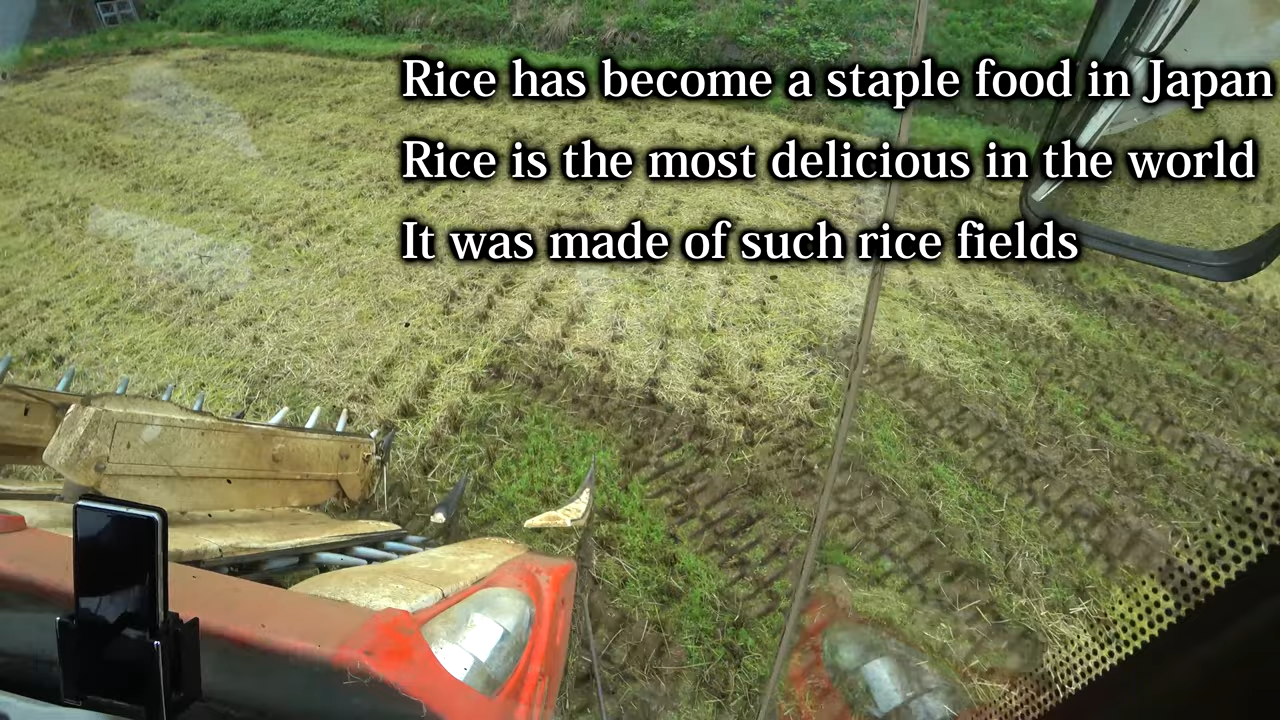 Rice has become a staple food in Japan
Rice is the most delicious in the world
It was made of such rice fields